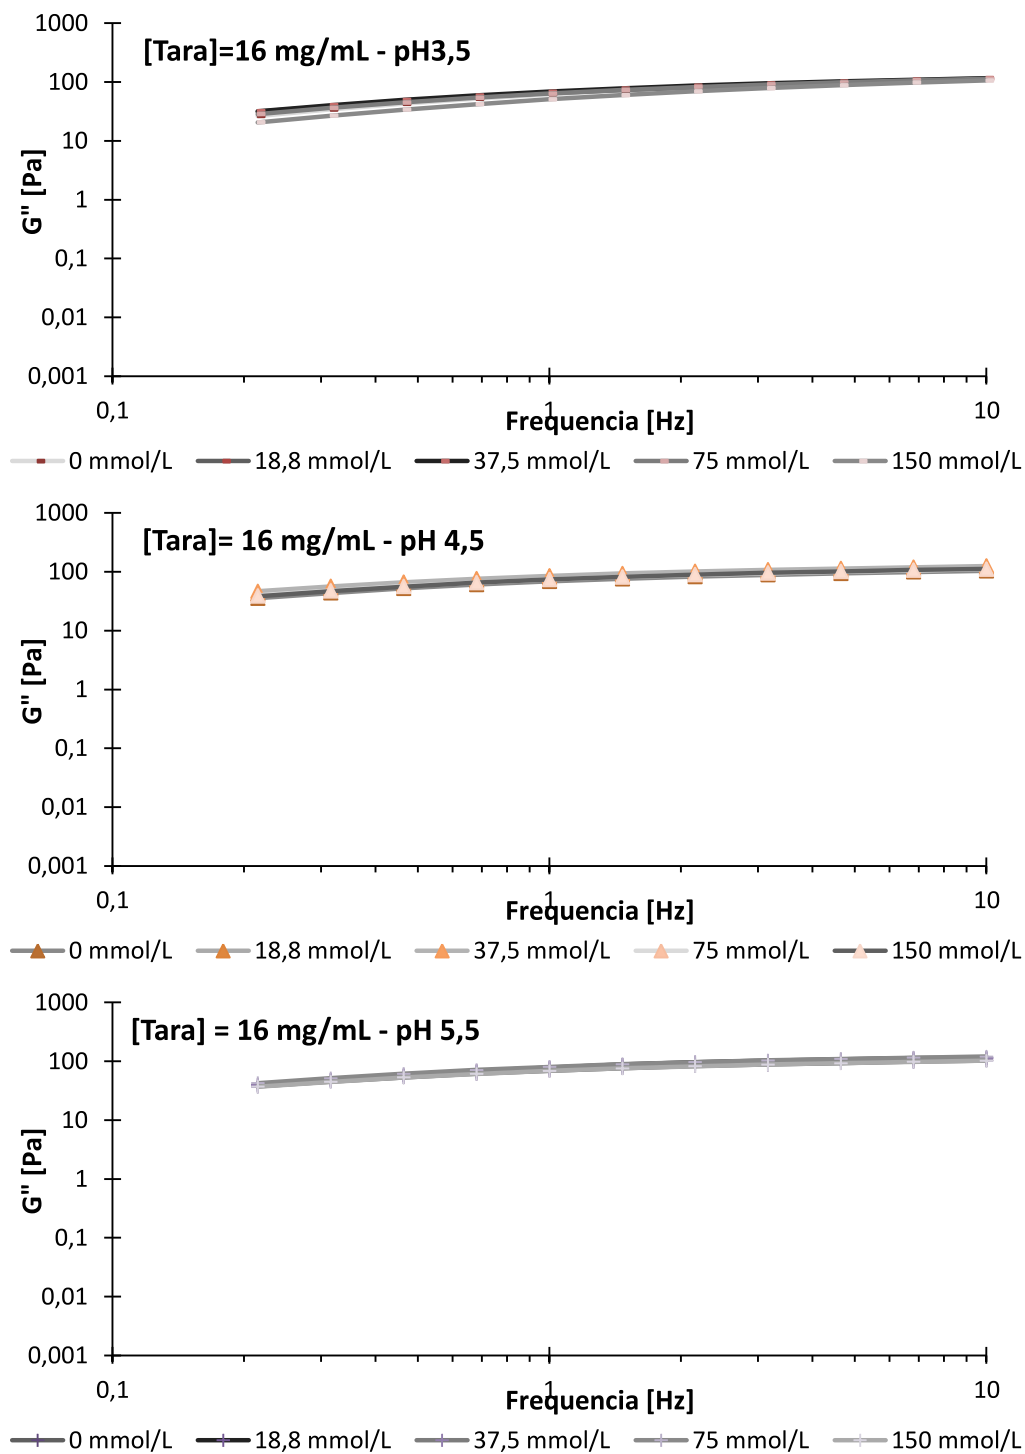 [Tara]=16 mg/mL - pH3,5
1000
100
10
1
0,1
0,01
0,001
G" [Pa]
0,1 1 10
Frequencia [Hz]
0 mmol/L 18,8 mmol/L 37,5 mmol/L 75 mmol/L 150 mmol/L
[Tara]= 16 mg/mL - pH 4,5
1000
100
10
1
0,1
0,01
0,001
G" [Pa]
0,1 1 10
Frequencia [Hz]
0 mmol/L 18,8 mmol/L 37,5 mmol/L 75 mmol/L 150 mmol/L
[Tara] = 16 mg/mL - pH 5,5
1000
100
10
1
0,1
0,01
0,001
G" [Pa]
0,1 1 10
Frequencia [Hz]
0 mmol/L 18,8 mmol/L 37,5 mmol/L 75 mmol/L 150 mmol/L